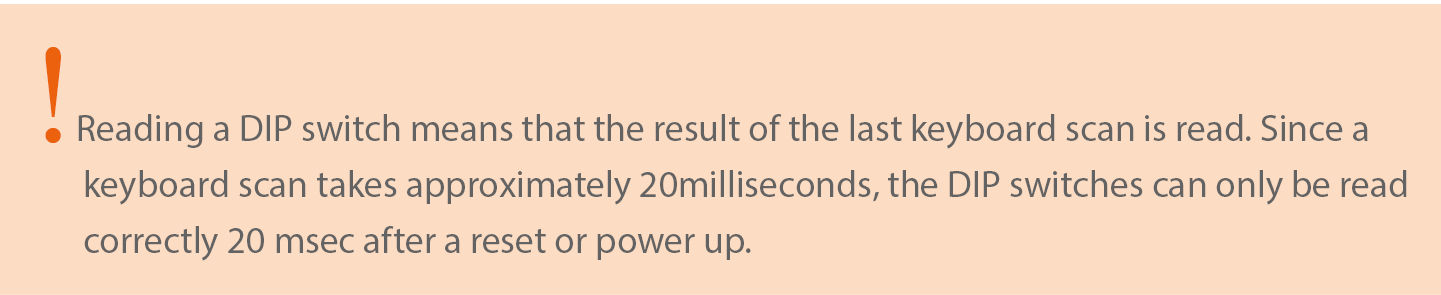 ! Reading a DIP switch means that the result of the last keyboard scan is read. Since a
keyboard scan takes approximately 20milliseconds, the DIP switches can only be read
correctly 20 msec after a reset or power up.